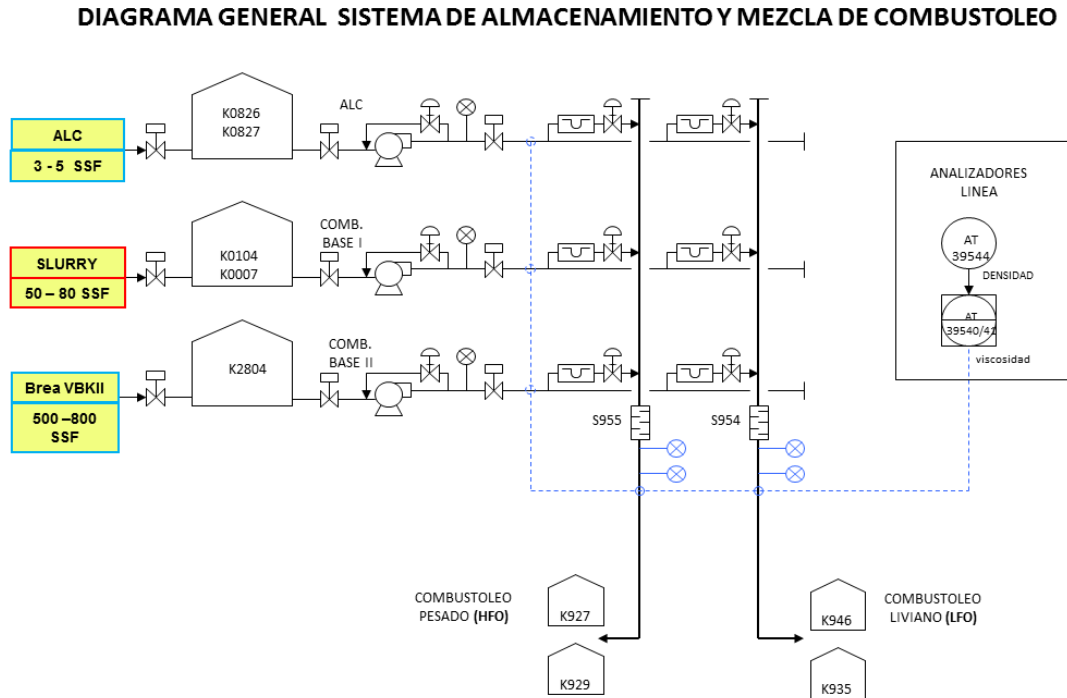 DIAGRAMA GENERAL SISTEMA DE ALMACENAMIENTO Y MEZCLA DE COMBUSTOLEO
ALC
3 - 5 SSF
K0826
K0827
ALC
SLURRY
50 – 80 SSF
K0104
K0007
COMB.
BASE I
Brea VBKII
500 –800
SSF
K2804
COMB.
BASE II
S955
S954
ANALIZADORES
LINEA
AT
39544
DENSIDAD
AT
39540/41
viscosidad
COMBUSTOLEO
PESADO (HFO)
K927
K929
K946
K935
COMBUSTOLEO
LIVIANO (LFO)